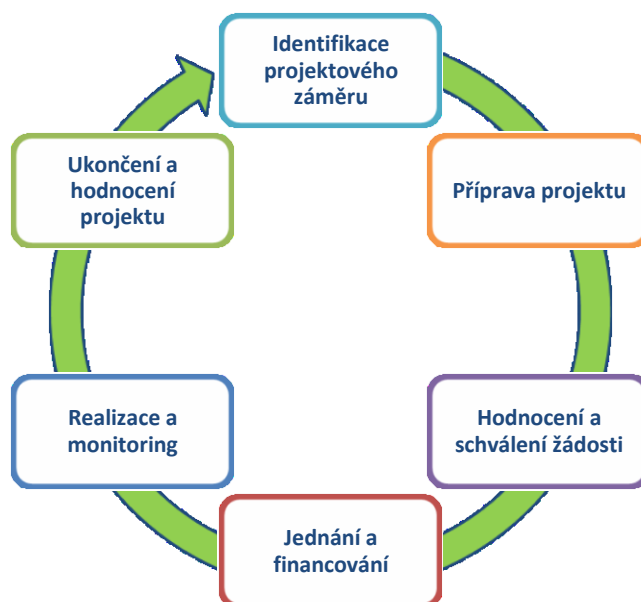 Identifikace
projektového
záměru
Příprava projektu
Hodnocení a
schválení žádosti
Jednání a
financování
Realizace a
monitoring
Ukončení a
hodnocení
projektu